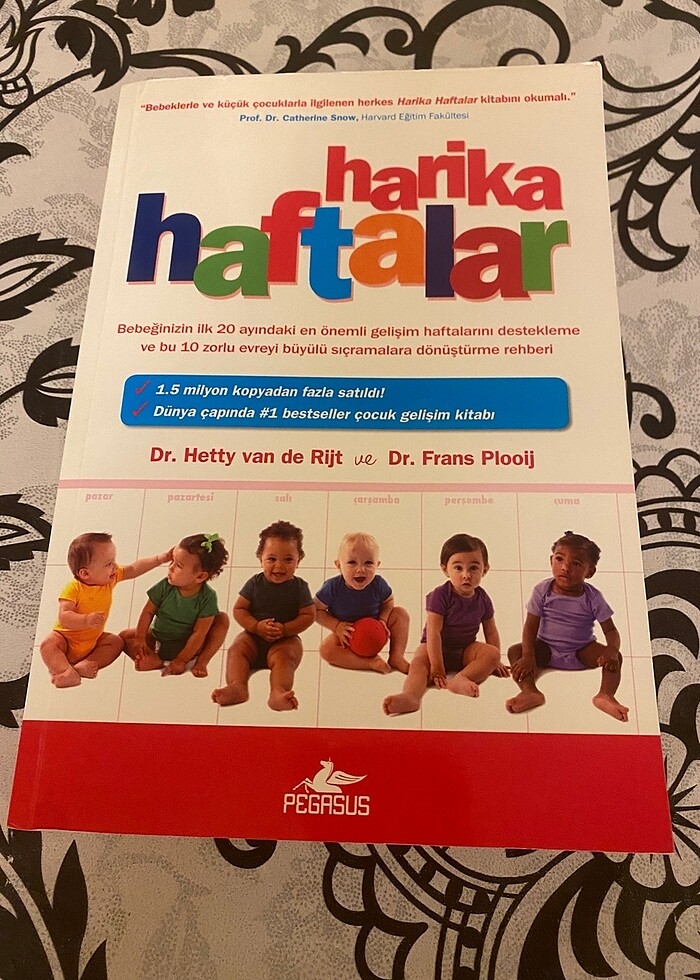 “Bebeklerle ve küçük çocuklarla ilgilenen herkes Harika Haftalar kitabını okumalı.”
Prof. Dr. Catherine Snow, Harvard Eğitim Fakültesi
harika
haftalar
Bebeğinizin ilk 20 ayındaki en önemli gelişim haftalarını destekleme
ve bu 10 zorlu evreyi büyülü sıçramalara dönüştürme rehberi
1.5 milyon kopyadan fazla satıldı!
Dünya çapında #1 bestseller çocuk gelişim kitabı
Dr. Hetty van de Rijt ve Dr. Frans Plooij
pazar pazartesi salı çarşamba perşembe cuma
PEGASUS